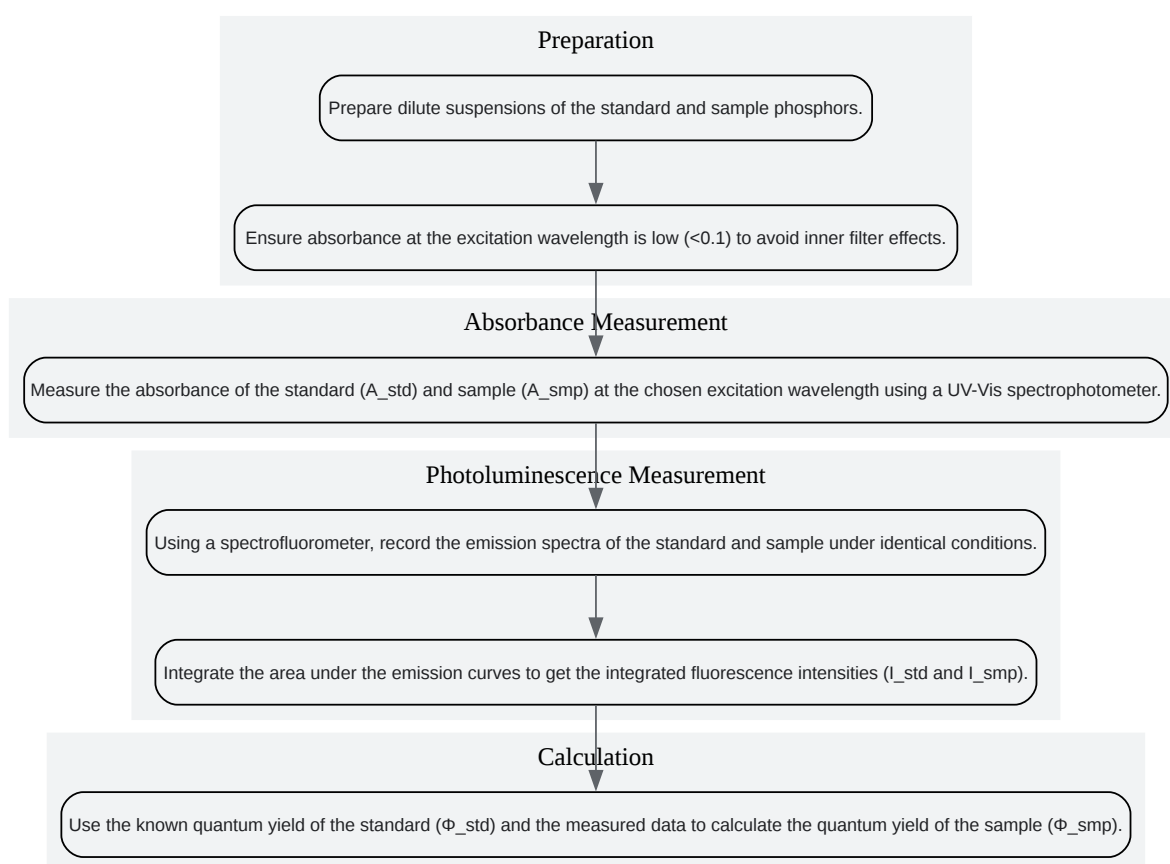 Preparation
Prepare dilute suspensions of the standard and sample phosphors.
Ensure absorbance at the excitation wavelength is low (<0.1) to avoid inner filter effects.
Absorbance Measurement
Measure the absorbance of the standard (A_std) and sample (A_smp) at the chosen excitation wavelength using a UV-Vis spectrophotometer.
Photoluminescence Measurement
Using a spectrofluorometer, record the emission spectra of the standard and sample under identical conditions.
Integrate the area under the emission curves to get the integrated fluorescence intensities (I_std and I_smp).
Calculation
Use the known quantum yield of the standard (Φ_std) and the measured data to calculate the quantum yield of the sample (Φ_smp).